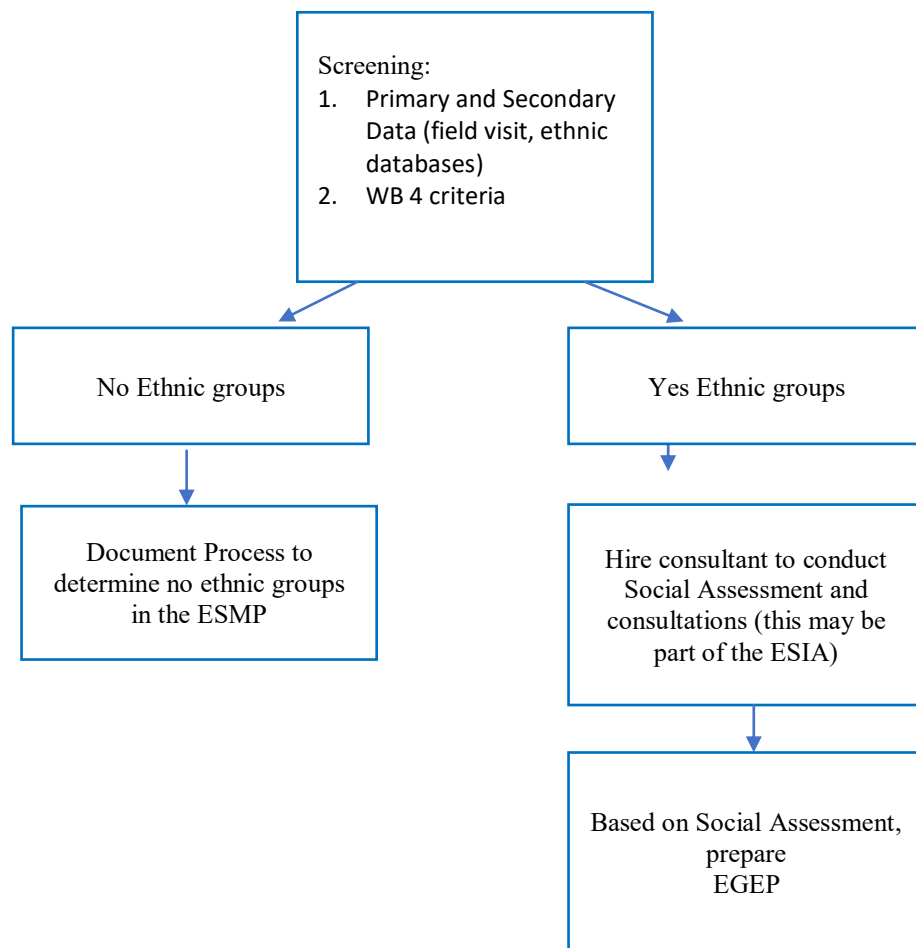 Screening:
1. Primary and Secondary
Data (field visit, ethnic
databases)
2. WB 4 criteria
No Ethnic groups
Yes Ethnic groups
Document Process to
determine no ethnic groups
in the ESMP
Hire consultant to conduct
Social Assessment and
consultations (this may be
part of the ESIA)
Based on Social Assessment,
prepare
EGEP